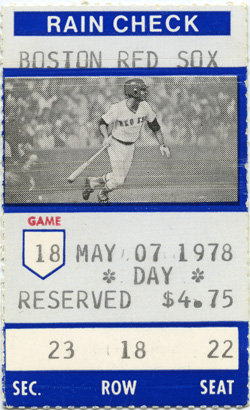 RAIN CHECK
BOSTON RED SOX
GAME
18 MAY 07 1978
* DAY *
RESERVED $4.75
23 18 22
SEC. ROW SEAT